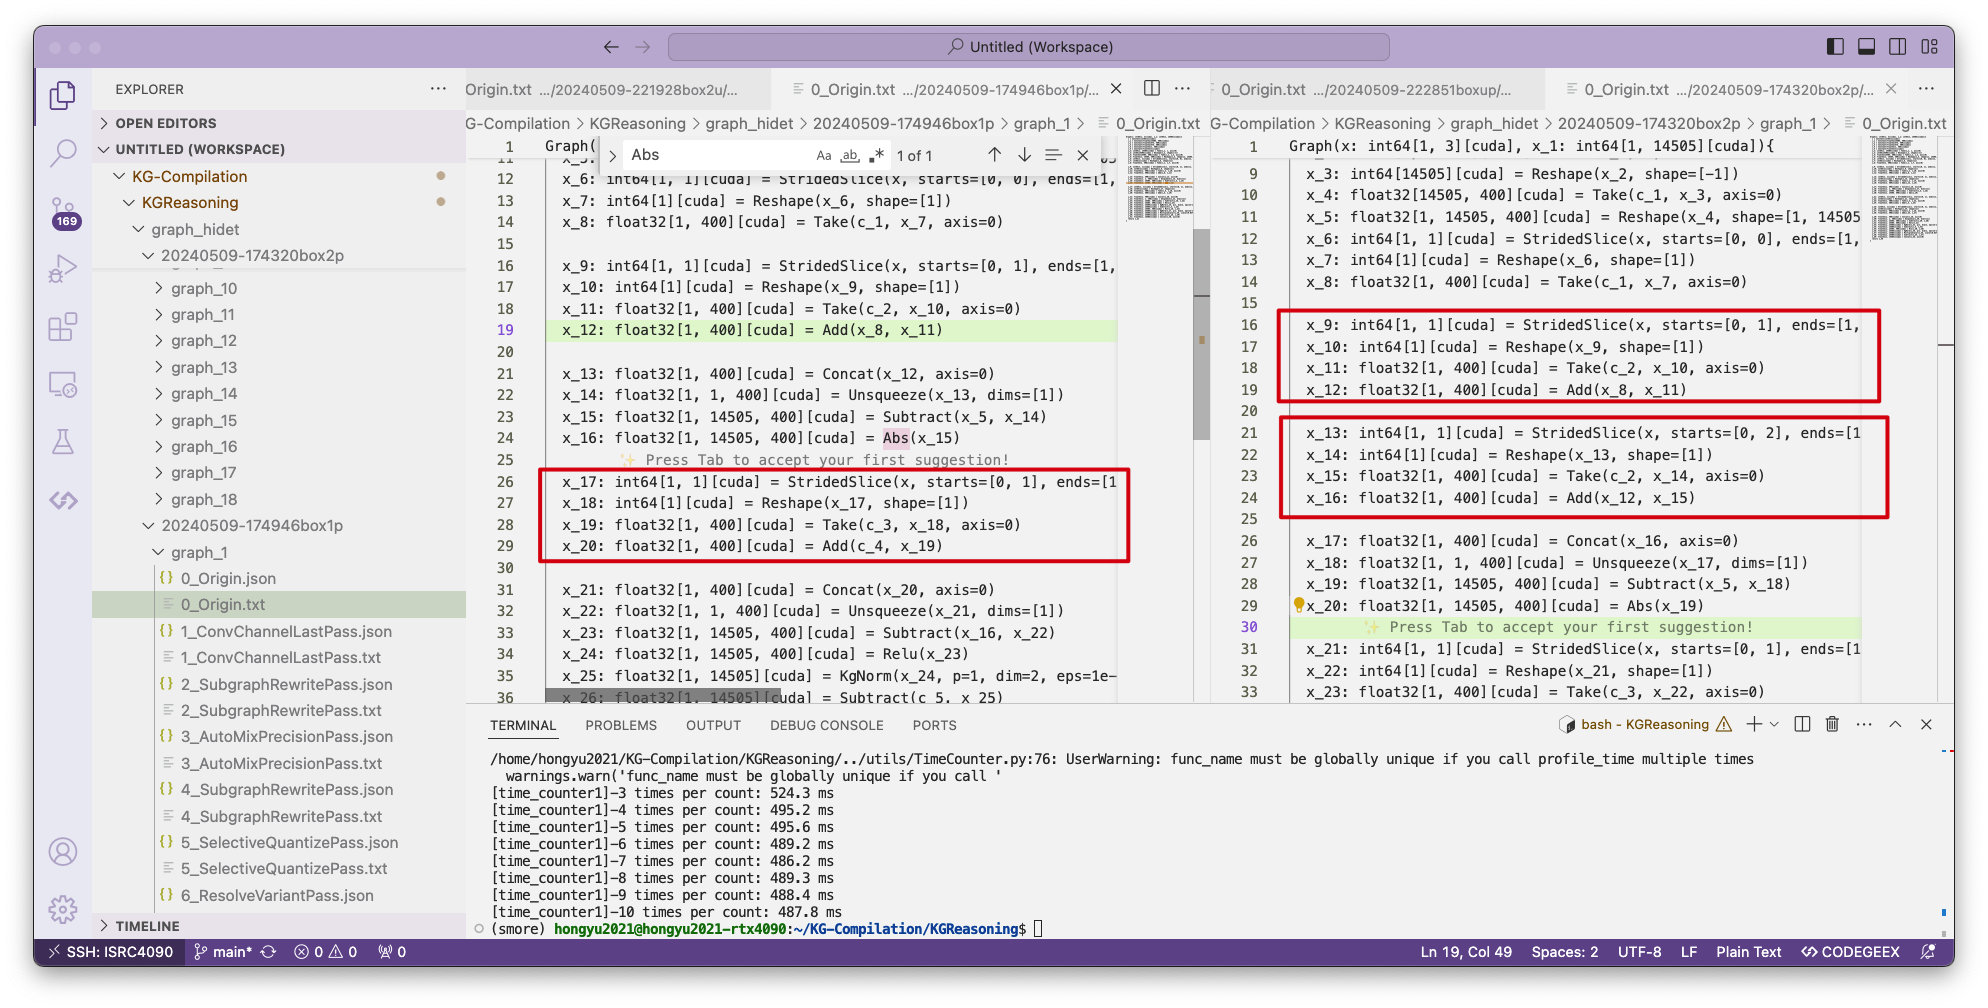 Untitled (Workspace)
EXPLORER
OPEN EDITORS
UNTITLED (WORKSPACE)
KG-Compilation
KGReasoning
graph_hidet
20240509-174320box2p
graph_10
graph_11
graph_12
graph_13
graph_14
graph_15
graph_16
graph_17
graph_18
20240509-174946box1p
graph_1
{} 0_Origin.json
0_Origin.txt
{} 1_ConvChannelLastPass.json
1_ConvChannelLastPass.txt
{} 2_SubgraphRewritePass.json
2_SubgraphRewritePass.txt
{} 3_AutoMixPrecisionPass.json
3_AutoMixPrecisionPass.txt
{} 4_SubgraphRewritePass.json
4_SubgraphRewritePass.txt
{} 5_SelectiveQuantizePass.json
5_SelectiveQuantizePass.txt
{} 6_ResolveVariantPass.json
TIMELINE
169
Origin.txt .../20240509-221928box2u/...
0_Origin.txt .../20240509-174946box1p/...
G-Compilation > KGReasoning > graph_hidet > 20240509-174946box1p > graph_1 > 0_Origin.txt
Abs
Aa ab .* 1 of 1
1 Graph(
12 x_6: int64[1, 1][cuda] = StridedSlice(x, starts=[0, 0], ends=[1,
13 x_7: int64[1][cuda] = Reshape(x_6, shape=[1])
14 x_8: float32[1, 400][cuda] = Take(c_1, x_7, axis=0)
15
16 x_9: int64[1, 1][cuda] = StridedSlice(x, starts=[0, 1], ends=[1,
17 x_10: int64[1][cuda] = Reshape(x_9, shape=[1])
18 x_11: float32[1, 400][cuda] = Take(c_2, x_10, axis=0)
19 x_12: float32[1, 400][cuda] = Add(x_8, x_11)
20
21 x_13: float32[1, 400][cuda] = Concat(x_12, axis=0)
22 x_14: float32[1, 1, 400][cuda] = Unsqueeze(x_13, dims=[1])
23 x_15: float32[1, 14505, 400][cuda] = Subtract(x_5, x_14)
24 x_16: float32[1, 14505, 400][cuda] = Abs(x_15)
25 ✨ Press Tab to accept your first suggestion!
26 x_17: int64[1, 1][cuda] = StridedSlice(x, starts=[0, 1], ends=[1
27 x_18: int64[1][cuda] = Reshape(x_17, shape=[1])
28 x_19: float32[1, 400][cuda] = Take(c_3, x_18, axis=0)
29 x_20: float32[1, 400][cuda] = Add(c_4, x_19)
30
31 x_21: float32[1, 400][cuda] = Concat(x_20, axis=0)
32 x_22: float32[1, 1, 400][cuda] = Unsqueeze(x_21, dims=[1])
33 x_23: float32[1, 14505, 400][cuda] = Subtract(x_16, x_22)
34 x_24: float32[1, 14505, 400][cuda] = Relu(x_23)
35 x_25: float32[1, 14505][cuda] = KgNorm(x_24, p=1, dim=2, eps=1e-
36 x_26: float32[1, 14505][cuda] = Subtract(c_5, x_25)
0_Origin.txt .../20240509-222851boxup/...
0_Origin.txt .../20240509-174320box2p/...
G-Compilation > KGReasoning > graph_hidet > 20240509-174320box2p > graph_1 > 0_Origin.txt
1 Graph(x: int64[1, 3][cuda], x_1: int64[1, 14505][cuda]){
9 x_3: int64[14505][cuda] = Reshape(x_2, shape=[-1])
10 x_4: float32[14505, 400][cuda] = Take(c_1, x_3, axis=0)
11 x_5: float32[1, 14505, 400][cuda] = Reshape(x_4, shape=[1, 14505
12 x_6: int64[1, 1][cuda] = StridedSlice(x, starts=[0, 0], ends=[1,
13 x_7: int64[1][cuda] = Reshape(x_6, shape=[1])
14 x_8: float32[1, 400][cuda] = Take(c_1, x_7, axis=0)
15
16 x_9: int64[1, 1][cuda] = StridedSlice(x, starts=[0, 1], ends=[1,
17 x_10: int64[1][cuda] = Reshape(x_9, shape=[1])
18 x_11: float32[1, 400][cuda] = Take(c_2, x_10, axis=0)
19 x_12: float32[1, 400][cuda] = Add(x_8, x_11)
20
21 x_13: int64[1, 1][cuda] = StridedSlice(x, starts=[0, 2], ends=[1
22 x_14: int64[1][cuda] = Reshape(x_13, shape=[1])
23 x_15: float32[1, 400][cuda] = Take(c_2, x_14, axis=0)
24 x_16: float32[1, 400][cuda] = Add(x_12, x_15)
25
26 x_17: float32[1, 400][cuda] = Concat(x_16, axis=0)
27 x_18: float32[1, 1, 400][cuda] = Unsqueeze(x_17, dims=[1])
28 x_19: float32[1, 14505, 400][cuda] = Subtract(x_5, x_18)
29 x_20: float32[1, 14505, 400][cuda] = Abs(x_19)
30 ✨ Press Tab to accept your first suggestion!
31 x_21: int64[1, 1][cuda] = StridedSlice(x, starts=[0, 1], ends=[1
32 x_22: int64[1][cuda] = Reshape(x_21, shape=[1])
33 x_23: float32[1, 400][cuda] = Take(c_3, x_22, axis=0)
TERMINAL PROBLEMS OUTPUT DEBUG CONSOLE PORTS
bash - KGReasoning
/home/hongyu2021/KG-Compilation/KGReasoning/../utils/TimeCounter.py:76: UserWarning: func_name must be globally unique if you call profile_time multiple times
warnings.warn('func_name must be globally unique if you call '
[time_counter1]-3 times per count: 524.3 ms
[time_counter1]-4 times per count: 495.2 ms
[time_counter1]-5 times per count: 495.6 ms
[time_counter1]-6 times per count: 489.2 ms
[time_counter1]-7 times per count: 486.2 ms
[time_counter1]-8 times per count: 489.3 ms
[time_counter1]-9 times per count: 488.4 ms
[time_counter1]-10 times per count: 487.8 ms
(smore) hongyu2021@hongyu2021-rtx4090:~/KG-Compilation/KGReasoning$
SSH: ISRC4090 main* 0 0 0
Ln 19, Col 49 Spaces: 2 UTF-8 LF Plain Text CODEGEEX